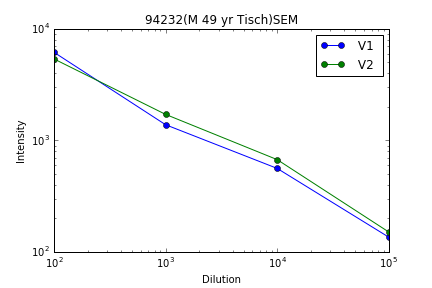 94232(M 49 yr Tisch)SEM
10^4
10^3
10^2
Intensity
V1
V2
10^2 10^3 10^4 10^5
Dilution